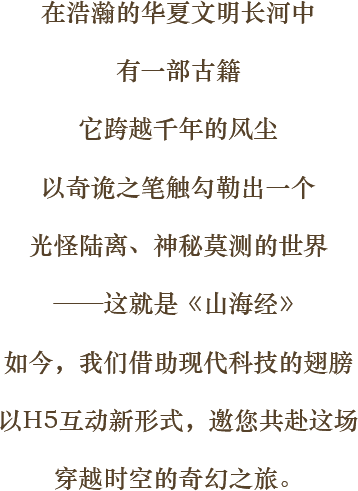 在浩瀚的华夏文明长河中
有一部古籍
它跨越千年的风尘
以奇诡之笔触勾勒出一个
光怪陆离、神秘莫测的世界
——这就是《山海经》
如今，我们借助现代科技的翅膀
以H5互动新形式，邀您共赴这场
穿越时空的奇幻之旅。